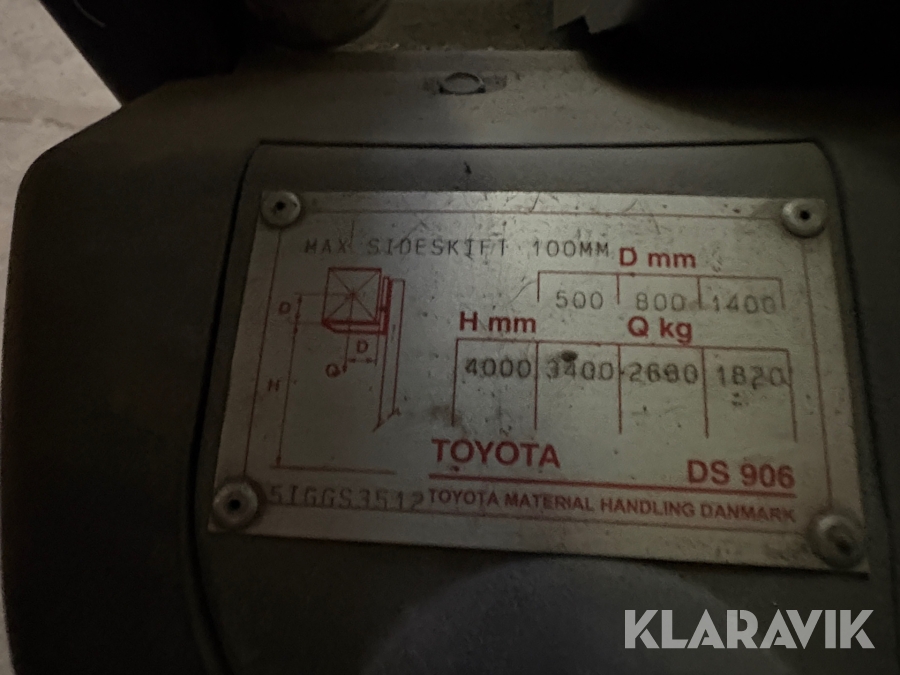 MAX SIDESKIFT 100MM
D mm
500 800 1400
H mm Q kg
4000 3400 2600 1820
D
D
Q
H
TOYOTA DS 906
TOYOTA MATERIAL HANDLING DANMARK
KLARAVIK